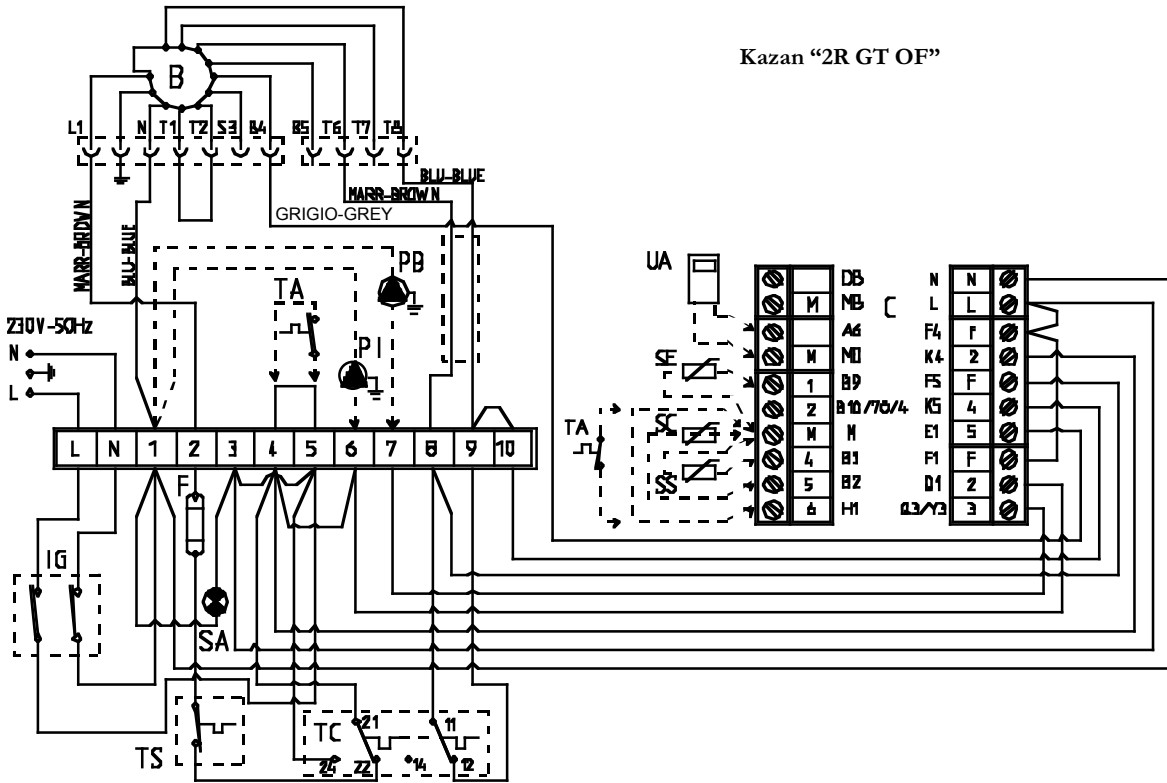 Kazan “2R GT OF”
B
L1 N T1 T2 S3 B4 B5 T6 T7 T8
BLU-BLUE
MARR-BROWN
GRIGIO-GREY
MARR-BROWN
BLU-BLUE
230V-50Hz
N
L
TA
PB
PI
L N 1 2 3 4 5 6 7 8 9 10
F
IG
SA
TS
TC
21
11
24 22 14 12
UA
SE
TA
SC
SS
C
DB
M MB
A6
M MD
1 B9
2 B10/78/4
M M
4 B1
5 B2
6 H1
N N
L L
F4 F
K4 2
F5 F
K5 4
E1 5
F1 F
Q1 2
Q3/Y3 3